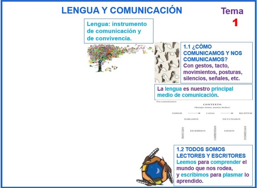 LENGUA Y COMUNICACIÓN
Tema
1
Lengua: instrumento
de comunicación y
de convivencia.
1.1 ¿CÓMO
COMUNICAMOS Y NOS
COMUNICAMOS?
Con gestos, tacto,
movimientos, posturas,
silencios, señales, etc.
La lengua es nuestro principal
medio de comunicación.
1.2 TODOS SOMOS
LECTORES Y ESCRITORES
Leemos para comprender el
mundo que nos rodea,
y escribimos para plasmar lo
aprendido.